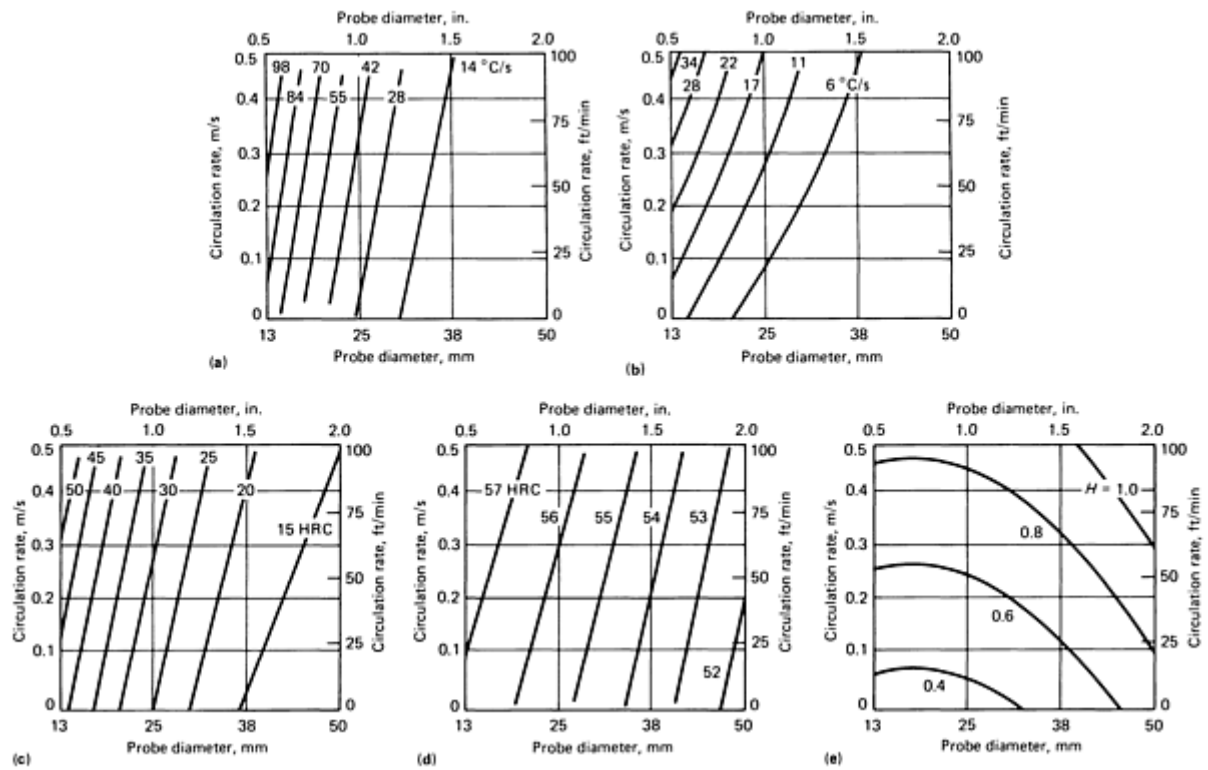 Probe diameter, in.
0.5 1.0 1.5 2.0
0.5 0.4 0.3 0.2 0.1 0
Circulation rate, m/s
98 84 70 55 42 28 14 °C/s
100 75 50 25 0
Circulation rate, ft/min
13 25 38 50
Probe diameter, mm
(a)
Probe diameter, in.
0.5 1.0 1.5 2.0
0.5 0.4 0.3 0.2 0.1 0
Circulation rate, m/s
34 28 22 17 11 6 °C/s
100 75 50 25 0
Circulation rate, ft/min
13 25 38 50
Probe diameter, mm
(b)
Probe diameter, in.
0.5 1.0 1.5 2.0
0.5 0.4 0.3 0.2 0.1 0
Circulation rate, m/s
50 45 40 35 30 25 20 15 HRC
100 75 50 25 0
Circulation rate, ft/min
13 25 38 50
Probe diameter, mm
(c)
Probe diameter, in.
0.5 1.0 1.5 2.0
0.5 0.4 0.3 0.2 0.1 0
Circulation rate, m/s
57 HRC 56 55 54 53 52
100 75 50 25 0
Circulation rate, ft/min
13 25 38 50
Probe diameter, mm
(d)
Probe diameter, in.
0.5 1.0 1.5 2.0
0.5 0.4 0.3 0.2 0.1 0
Circulation rate, m/s
H = 1.0
0.8
0.6
0.4
100 75 50 25 0
Circulation rate, ft/min
13 25 38 50
Probe diameter, mm
(e)